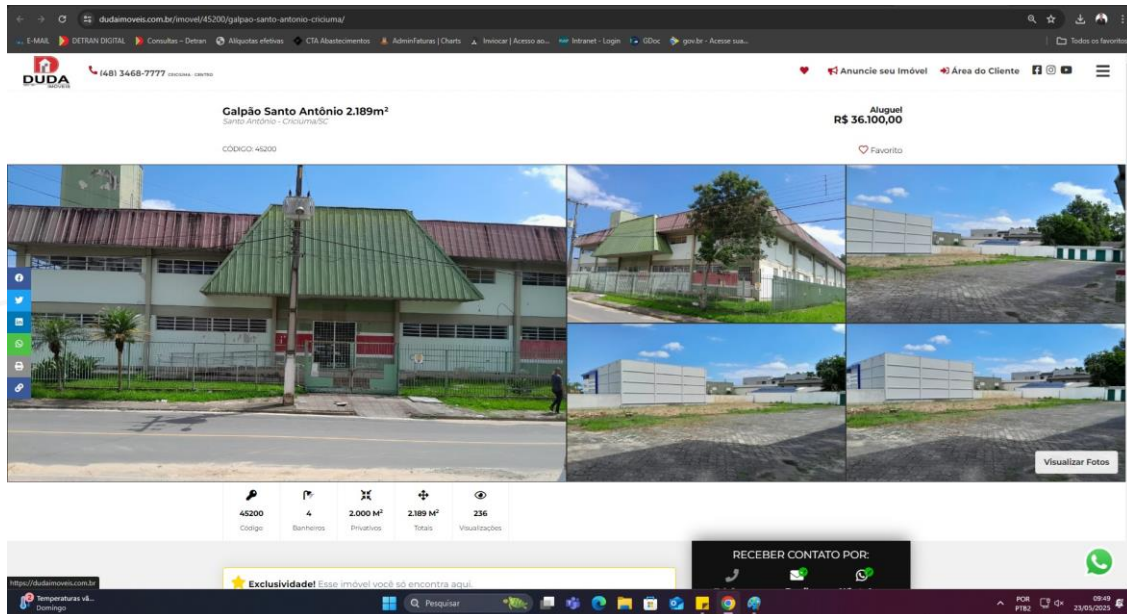 dudaimoveis.com.br/imovel/45200/galpao-santo-antonio-criciuma/
E-MAIL DETRAN DIGITAL Consultas – Detran Alíquotas efetivas CTA Abastecimentos AdminFaturas | Charts Inviocar | Acesso ao... Intranet - Login GDoc gov.br - Acesse sua... Todos os favoritos
DUDA
IMÓVEIS
(48) 3468-7777 CRICIÚMA - CENTRO
Anuncie seu Imóvel Área do Cliente
Galpão Santo Antônio 2.189m²
Santo Antônio - Criciúma/SC
Aluguel
R$ 36.100,00
CÓDIGO: 45200
Favorito
Visualizar Fotos
45200 4 2.000 M² 2.189 M² 236
Código Banheiros Privativos Totais Visualizações
RECEBER CONTATO POR:
Exclusividade! Esse imóvel você só encontra aqui.
https://dudaimoveis.com.br
Temperaturas vã...
Domingo
Pesquisar
POR
PTB2
09:49
23/05/2025